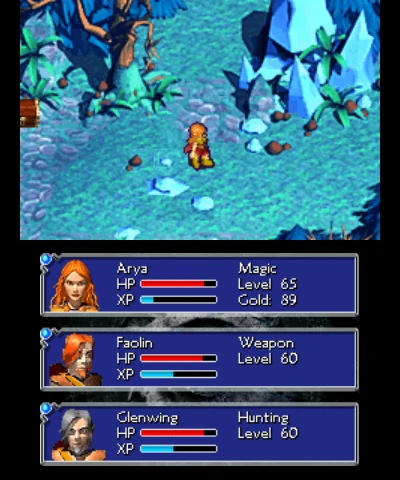 Arya Magic
HP Level 65
XP Gold: 89
Faolin Weapon
HP Level 60
XP
Glenwing Hunting
HP Level 60
XP